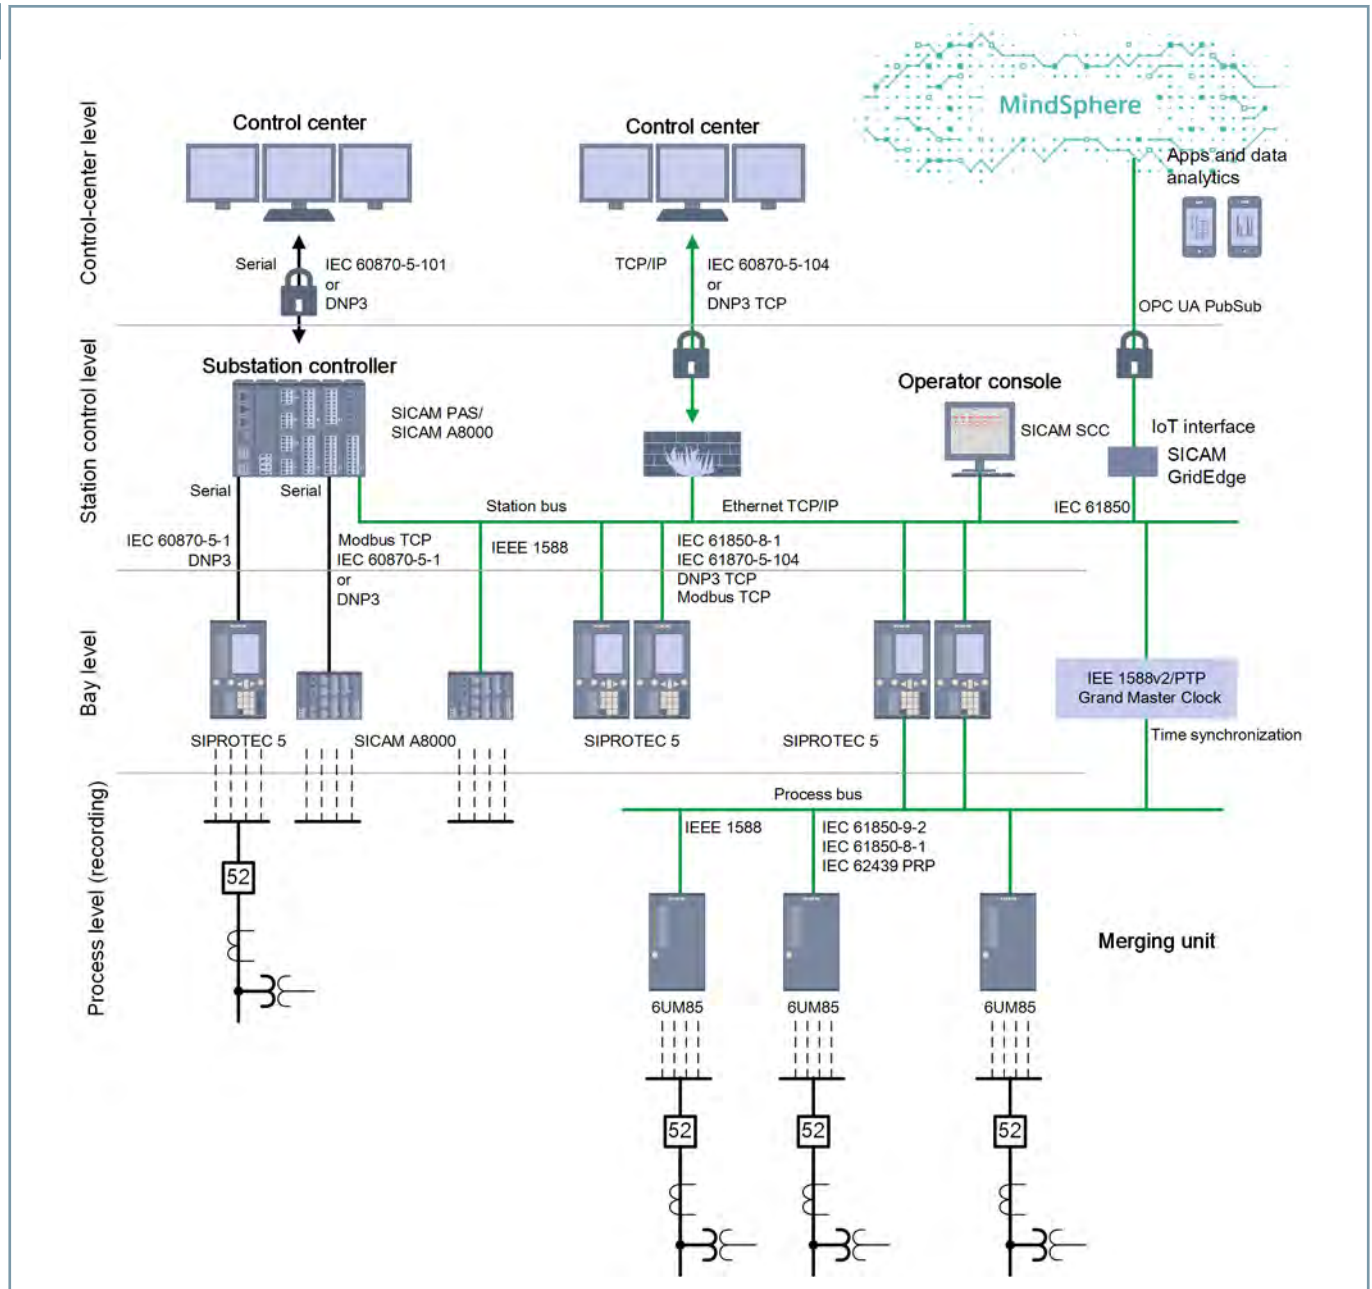 Control-center level
Control center
Control center
MindSphere
Apps and data
analytics
Serial
IEC 60870-5-101
or
DNP3
TCP/IP
IEC 60870-5-104
or
DNP3 TCP
OPC UA PubSub
Station control level
Substation controller
SICAM PAS/
SICAM A8000
Operator console
SICAM SCC
IoT interface
SICAM
GridEdge
Serial
Serial
Station bus
Ethernet TCP/IP
IEC 61850
IEC 60870-5-1
DNP3
Modbus TCP
IEC 60870-5-1
or
DNP3
IEEE 1588
IEC 61850-8-1
IEC 61870-5-104
DNP3 TCP
Modbus TCP
Bay level
IEE 1588v2/PTP
Grand Master Clock
SIPROTEC 5
SICAM A8000
SIPROTEC 5
SIPROTEC 5
Time synchronization
Process level (recording)
Process bus
IEEE 1588
IEC 61850-9-2
IEC 61850-8-1
IEC 62439 PRP
52
Merging unit
6UM85
6UM85
6UM85
52
52
52